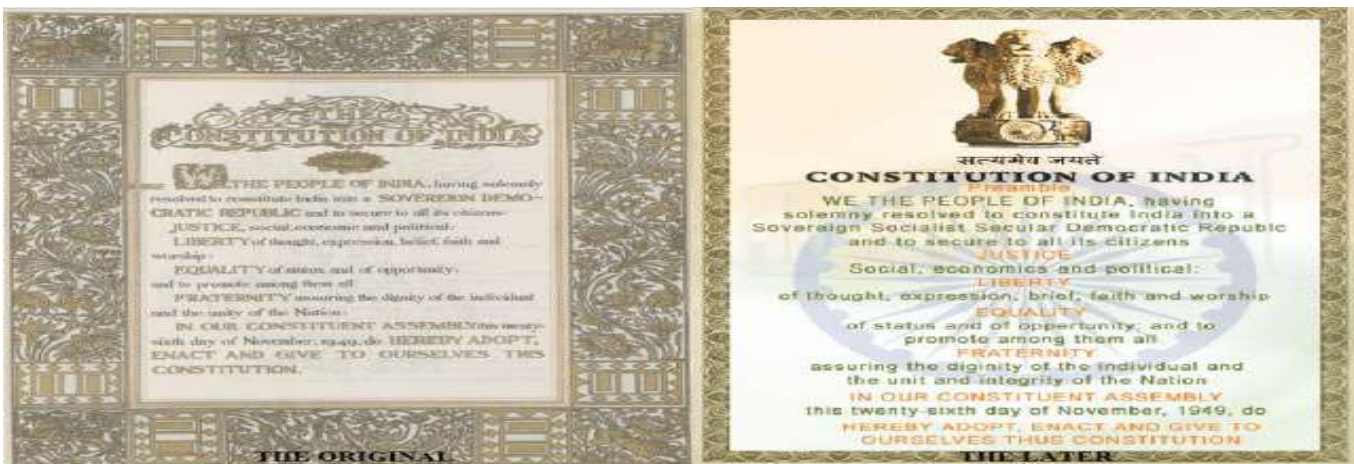 THE
CONSTITUTION OF INDIA
WE, THE PEOPLE OF INDIA, having solemnly
resolved to constitute India into a SOVEREIGN DEMO-
CRATIC REPUBLIC and to secure to all its citizens:
JUSTICE, social, economic and political;
LIBERTY of thought, expression, belief, faith and
worship;
EQUALITY of status and of opportunity;
and to promote among them all
FRATERNITY assuring the dignity of the individual
and the unity of the Nation;
IN OUR CONSTITUENT ASSEMBLY this twenty-
sixth day of November, 1949, do HEREBY ADOPT,
ENACT AND GIVE TO OURSELVES THIS
CONSTITUTION.
THE ORIGINAL
सत्यमेव जयते
CONSTITUTION OF INDIA
Preamble
WE THE PEOPLE OF INDIA, having
solemny resolved to constitute India into a
Sovereign Socialist Secular Democratic Repubic
and to secure to all its citizens
JUSTICE
Social, economics and political:
LIBERTY
of thought, expression, brief, faith and worship
EQUALITY
of status and of oppertunity; and to
promote among them all
FRATERNITY
assuring the diginity of the individual and
the unit and integrity of the Nation
IN OUR CONSTITUENT ASSEMBLY
this twenty-sixth day of November, 1949, do
HEREBY ADOPT, ENACT AND GIVE TO
OURSELVES THUS CONSTITUTION
THE LATER